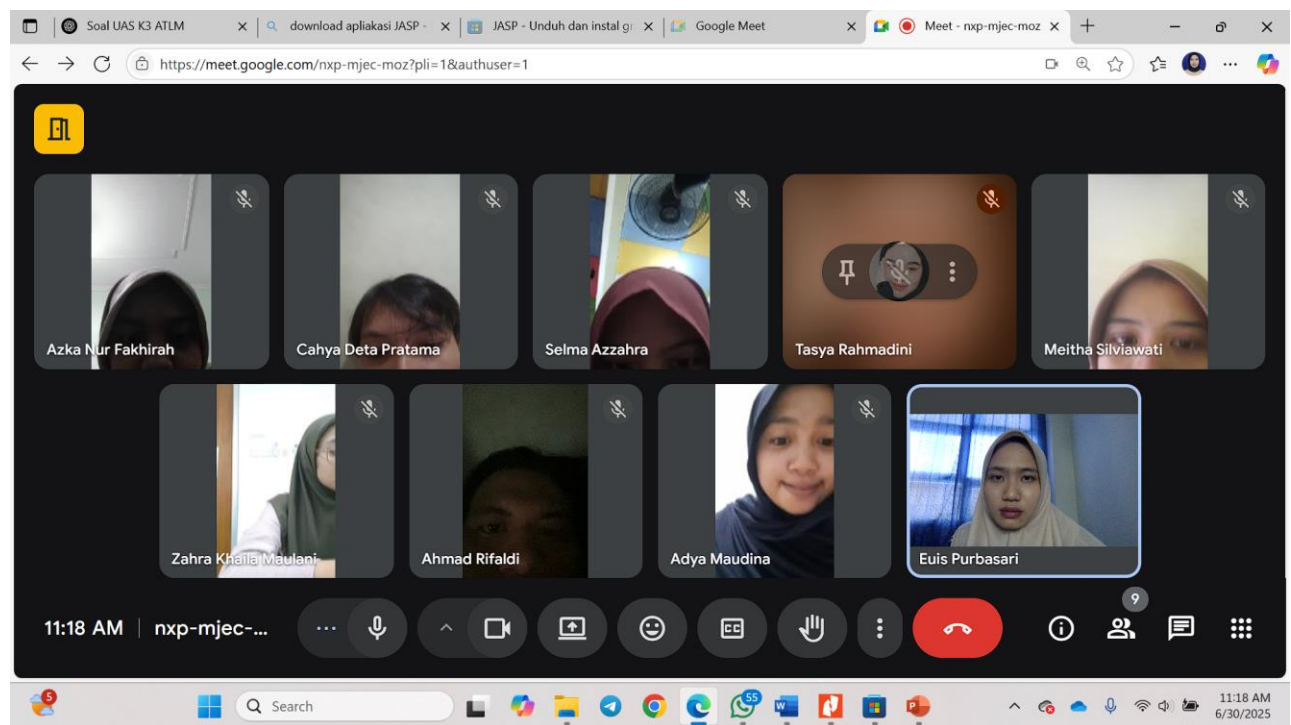 Soal UAS K3 ATLM
download apliakasi JASP -
JASP - Unduh dan instal gr
Google Meet
Meet - nxp-mjec-moz
https://meet.google.com/nxp-mjec-moz?pli=1&authuser=1
Azka Nur Fakhirah
Cahya Deta Pratama
Selma Azzahra
Tasya Rahmadini
Meitha Silviawati
Zahra Khaila Maulani
Ahmad Rifaldi
Adya Maudina
Euis Purbasari
11:18 AM | nxp-mjec-...
CC
9
5
Search
55
11:18 AM
6/30/2025